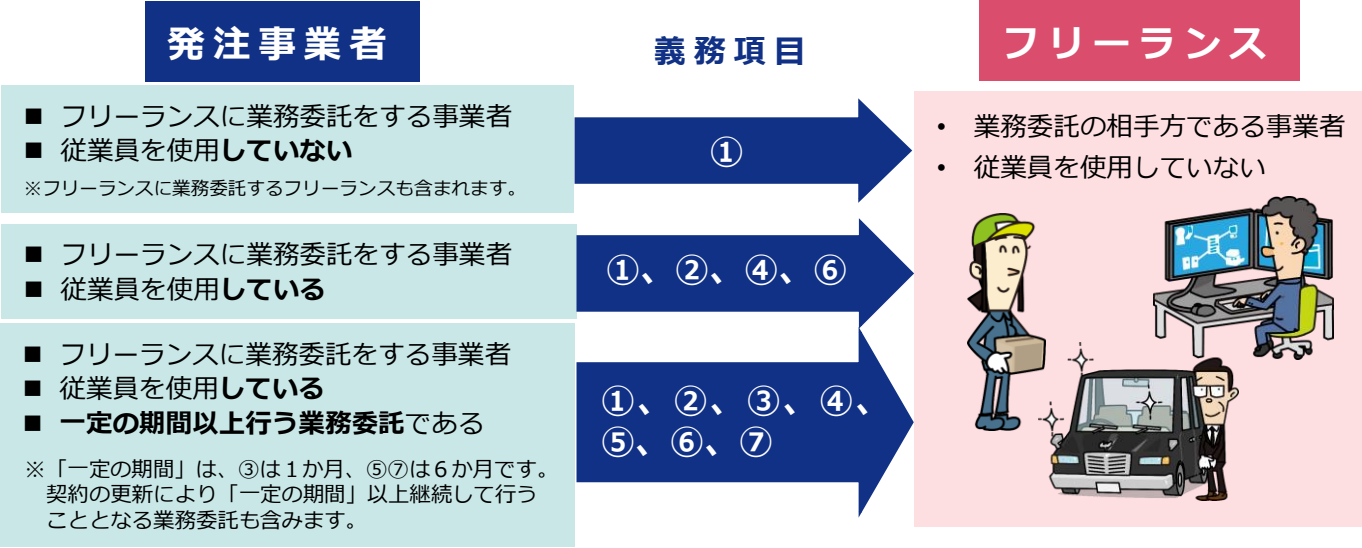 発注事業者
義務項目
フリーランス
■ フリーランスに業務委託をする事業者
■ 従業員を使用していない
※フリーランスに業務委託するフリーランスも含まれます。
①
• 業務委託の相手方である事業者
• 従業員を使用していない
■ フリーランスに業務委託をする事業者
■ 従業員を使用している
①、②、④、⑥
■ フリーランスに業務委託をする事業者
■ 従業員を使用している
■ 一定の期間以上行う業務委託である
※「一定の期間」は、③は1か月、⑤⑦は6か月です。
契約の更新により「一定の期間」以上継続して行う
こととなる業務委託も含みます。
①、②、③、④、
⑤、⑥、⑦